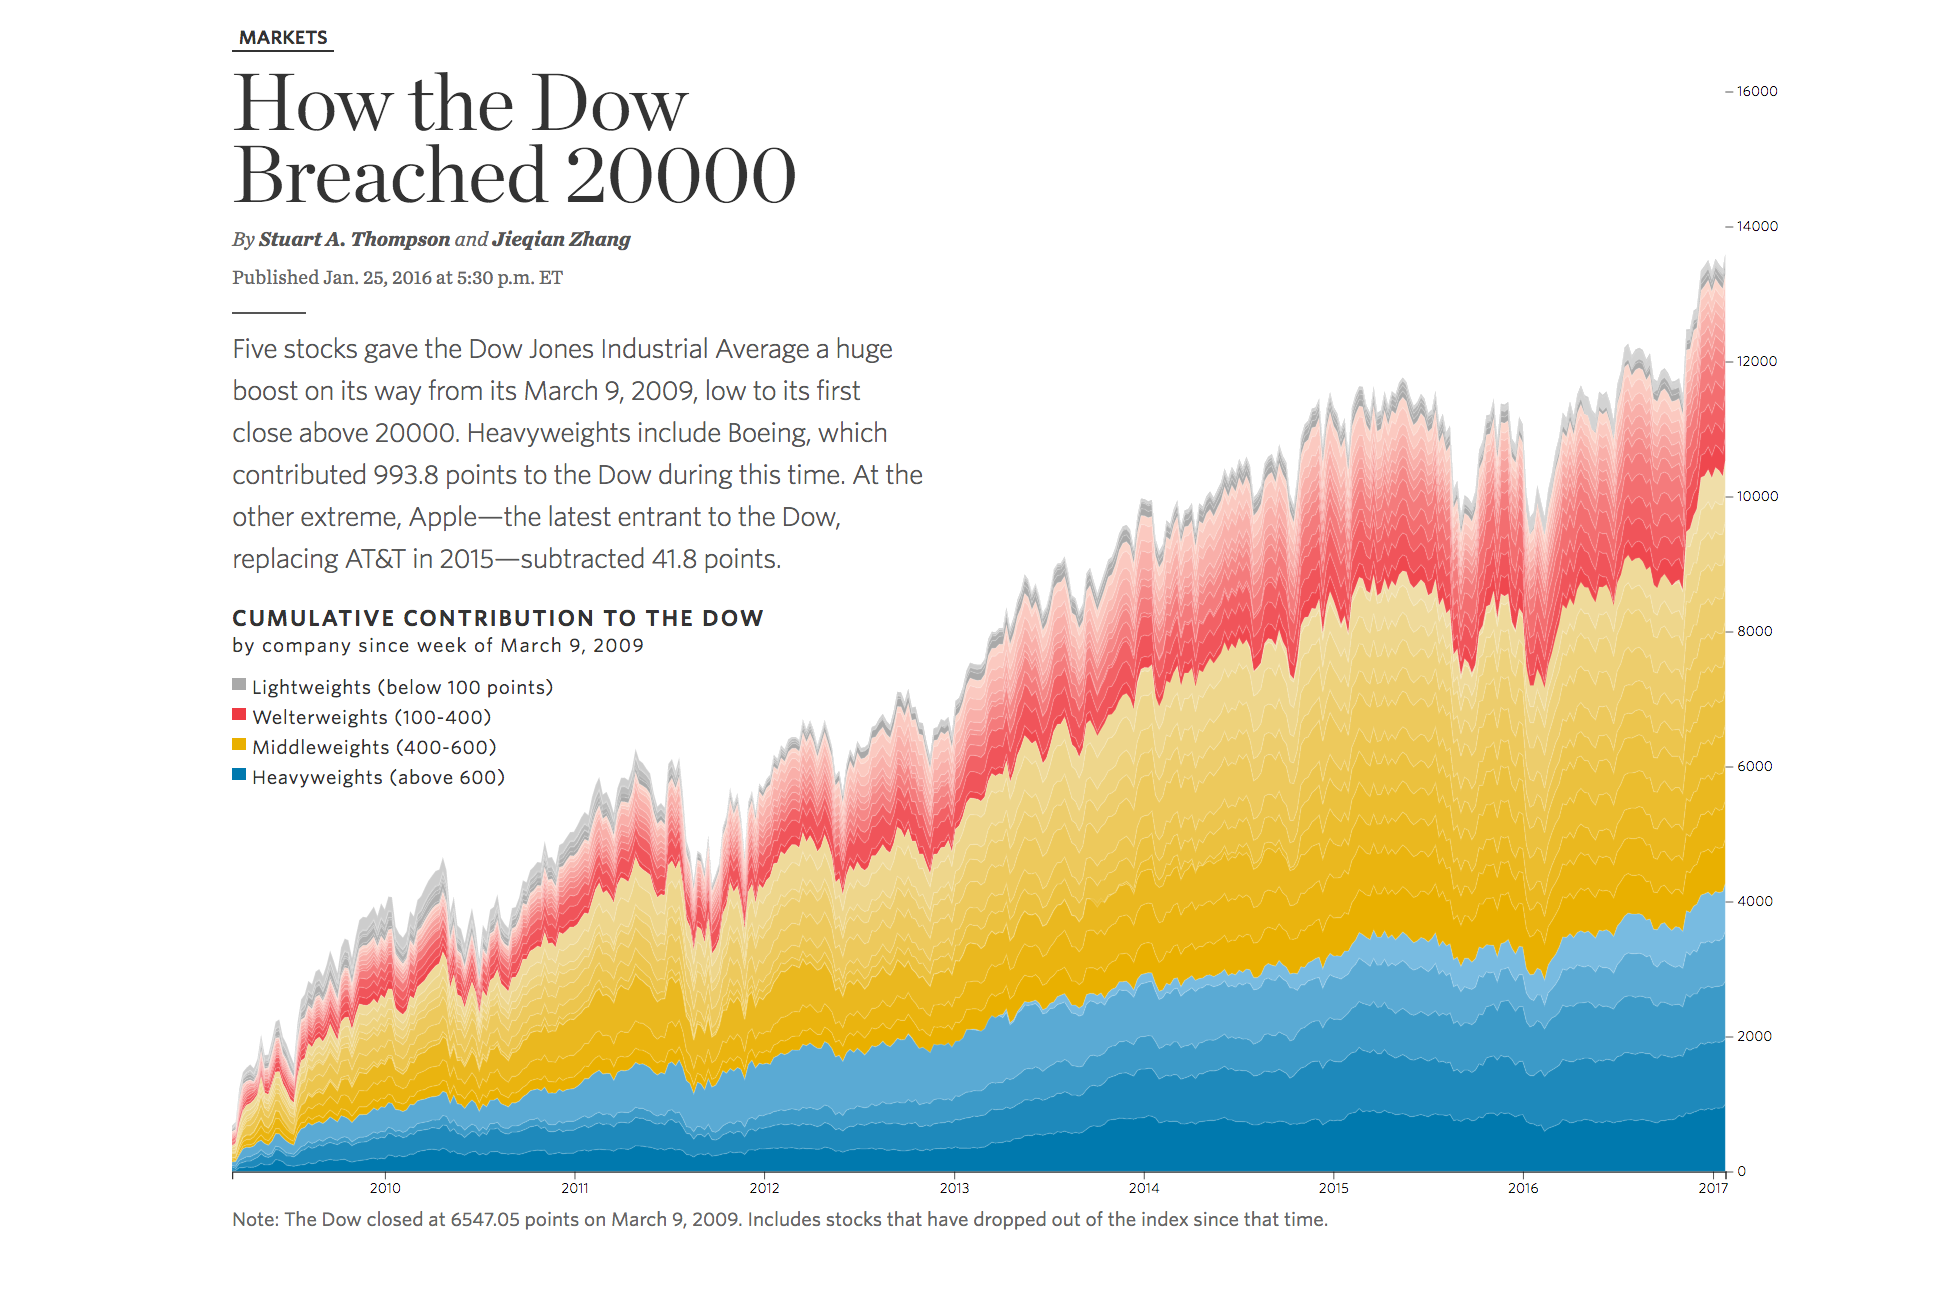 MARKETS
How the Dow
Breached 20000
By Stuart A. Thompson and Jieqian Zhang
Published Jan. 25, 2016 at 5:30 p.m. ET
Five stocks gave the Dow Jones Industrial Average a huge
boost on its way from its March 9, 2009, low to its first
close above 20000. Heavyweights include Boeing, which
contributed 993.8 points to the Dow during this time. At the
other extreme, Apple—the latest entrant to the Dow,
replacing AT&T in 2015—subtracted 41.8 points.
CUMULATIVE CONTRIBUTION TO THE DOW
by company since week of March 9, 2009
Lightweights (below 100 points)
Welterweights (100-400)
Middleweights (400-600)
Heavyweights (above 600)
16000
14000
12000
10000
8000
6000
4000
2000
0
2010 2011 2012 2013 2014 2015 2016 2017
Note: The Dow closed at 6547.05 points on March 9, 2009. Includes stocks that have dropped out of the index since that time.